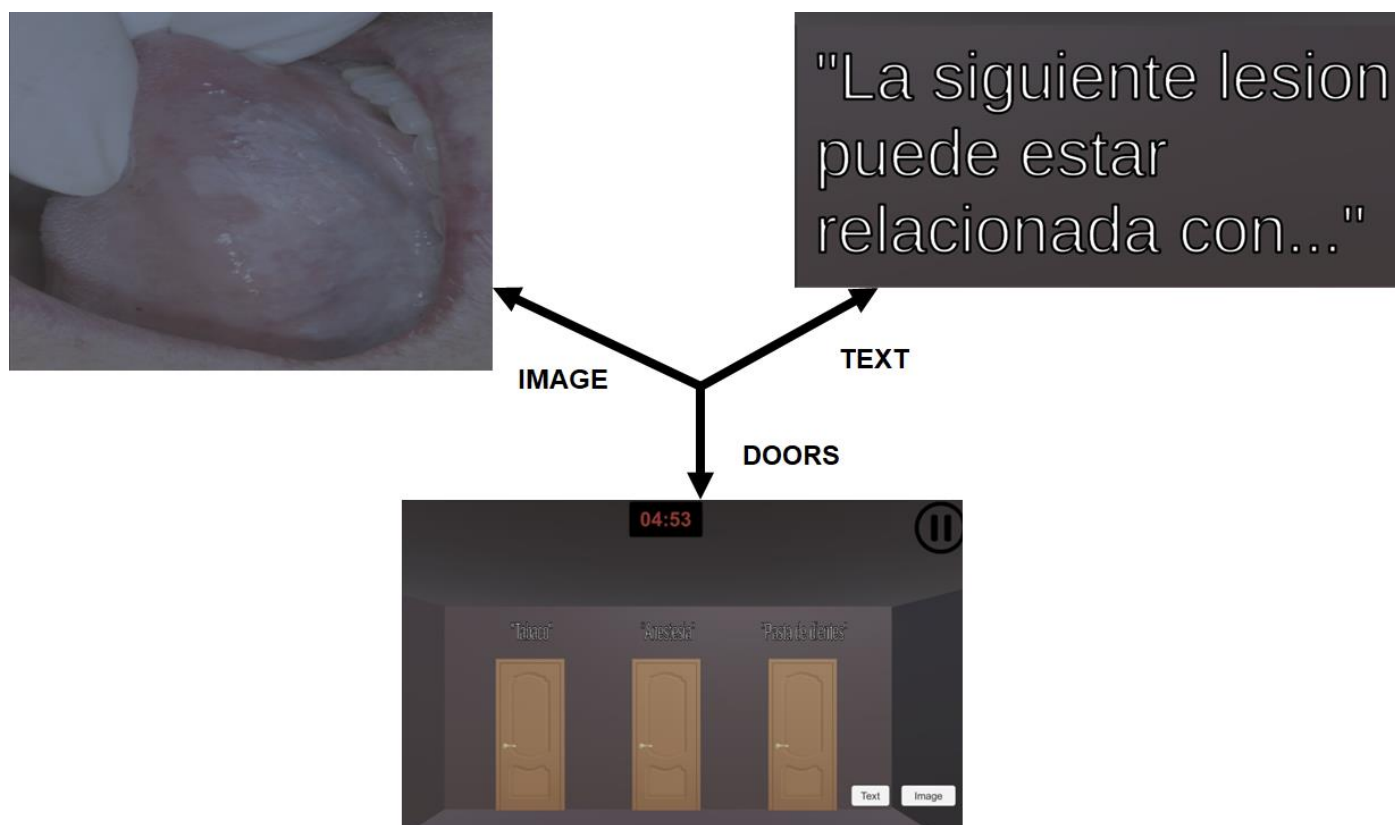 "La siguiente lesion
puede estar
relacionada con..."
IMAGE
TEXT
DOORS
04:53
"Tabaco" "Anestesia" "Pasta de dientes"
Text Image